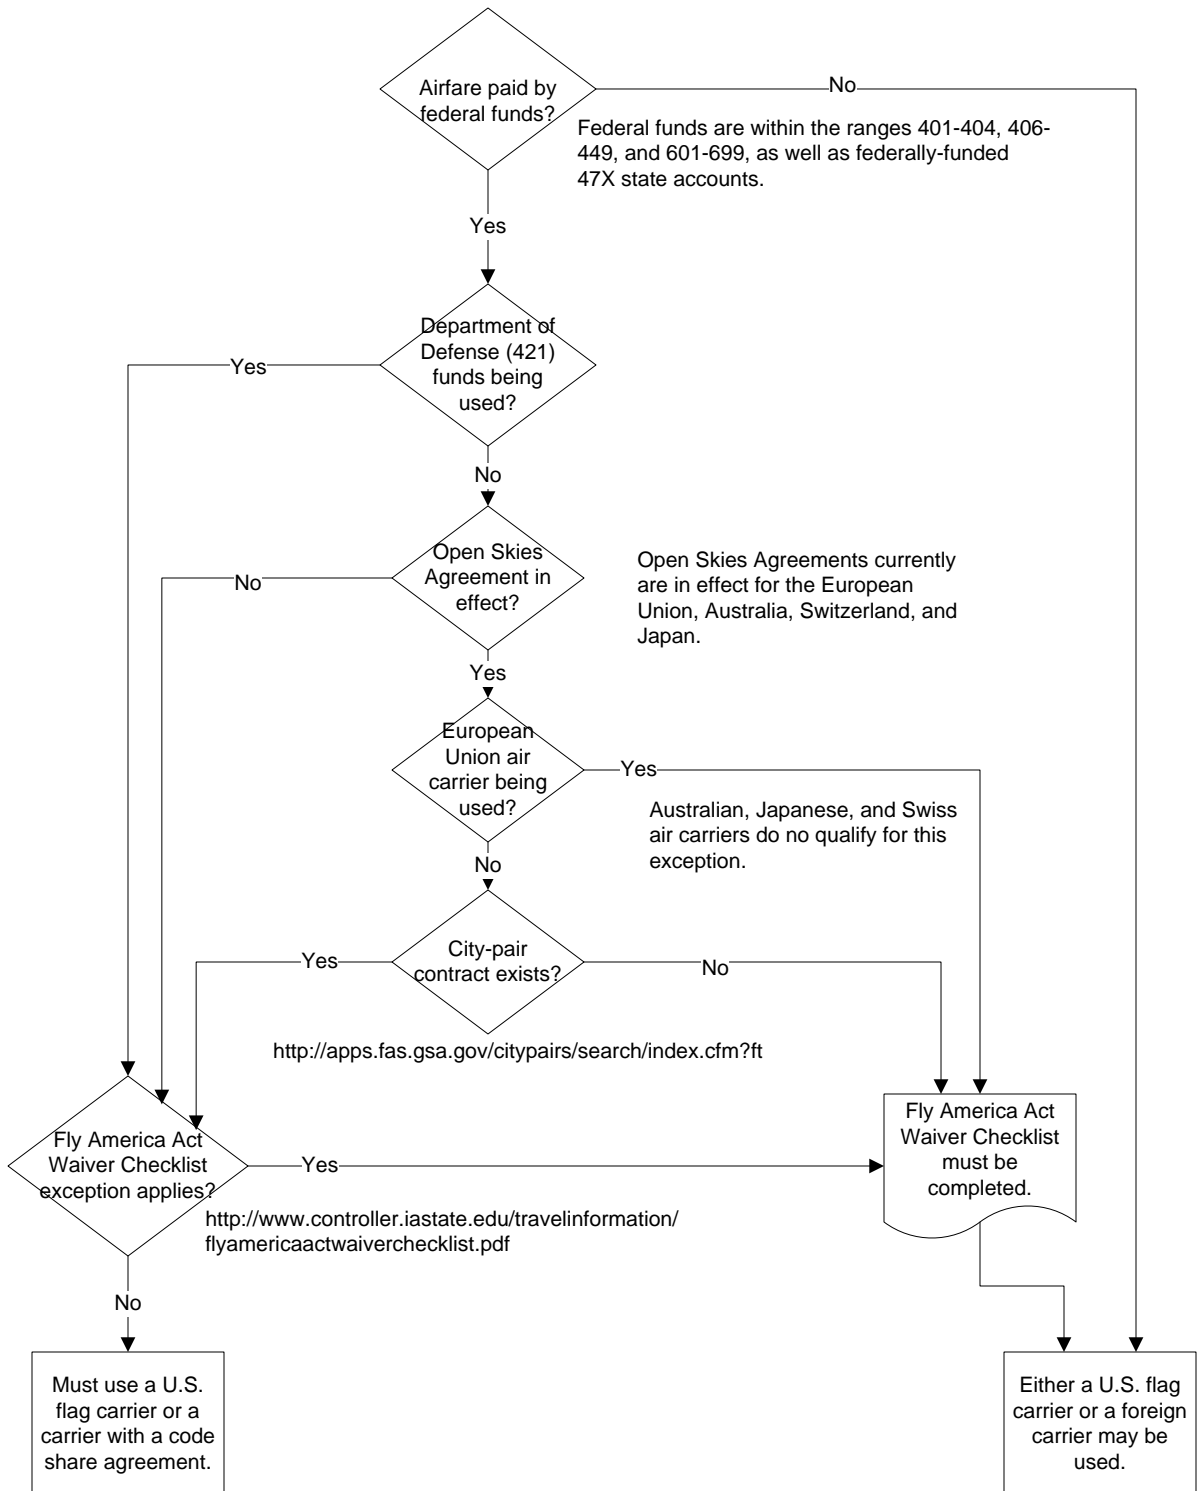 Airfare paid by
federal funds?
No
Federal funds are within the ranges 401-404, 406-
449, and 601-699, as well as federally-funded
47X state accounts.
Yes
Department of
Defense (421)
funds being
used?
Yes
No
Open Skies
Agreement in
effect?
No
Open Skies Agreements currently
are in effect for the European
Union, Australia, Switzerland, and
Japan.
Yes
European
Union air
carrier being
used?
Yes
Australian, Japanese, and Swiss
air carriers do no qualify for this
exception.
No
City-pair
contract exists?
Yes
No
http://apps.fas.gsa.gov/citypairs/search/index.cfm?ft
Fly America Act
Waiver Checklist
exception applies?
Yes
Fly America Act
Waiver Checklist
must be
completed.
http://www.controller.iastate.edu/travelinformation/
flyamericaactwaiverchecklist.pdf
No
Must use a U.S.
flag carrier or a
carrier with a code
share agreement.
Either a U.S. flag
carrier or a foreign
carrier may be
used.